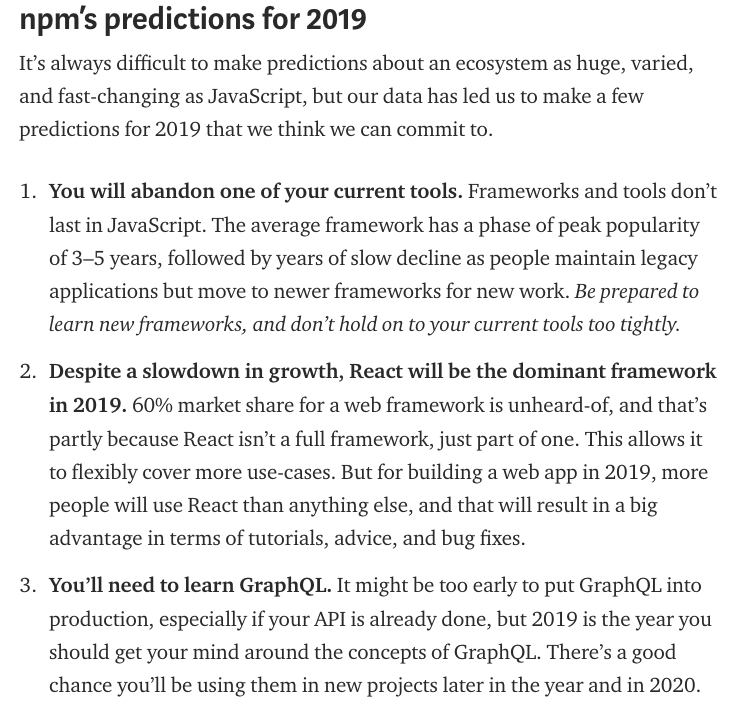 npm’s predictions for 2019
It’s always difficult to make predictions about an ecosystem as huge, varied,
and fast-changing as JavaScript, but our data has led us to make a few
predictions for 2019 that we think we can commit to.
1. You will abandon one of your current tools. Frameworks and tools don’t
last in JavaScript. The average framework has a phase of peak popularity
of 3–5 years, followed by years of slow decline as people maintain legacy
applications but move to newer frameworks for new work. Be prepared to
learn new frameworks, and don’t hold on to your current tools too tightly.
2. Despite a slowdown in growth, React will be the dominant framework
in 2019. 60% market share for a web framework is unheard-of, and that’s
partly because React isn’t a full framework, just part of one. This allows it
to flexibly cover more use-cases. But for building a web app in 2019, more
people will use React than anything else, and that will result in a big
advantage in terms of tutorials, advice, and bug fixes.
3. You’ll need to learn GraphQL. It might be too early to put GraphQL into
production, especially if your API is already done, but 2019 is the year you
should get your mind around the concepts of GraphQL. There’s a good
chance you’ll be using them in new projects later in the year and in 2020.